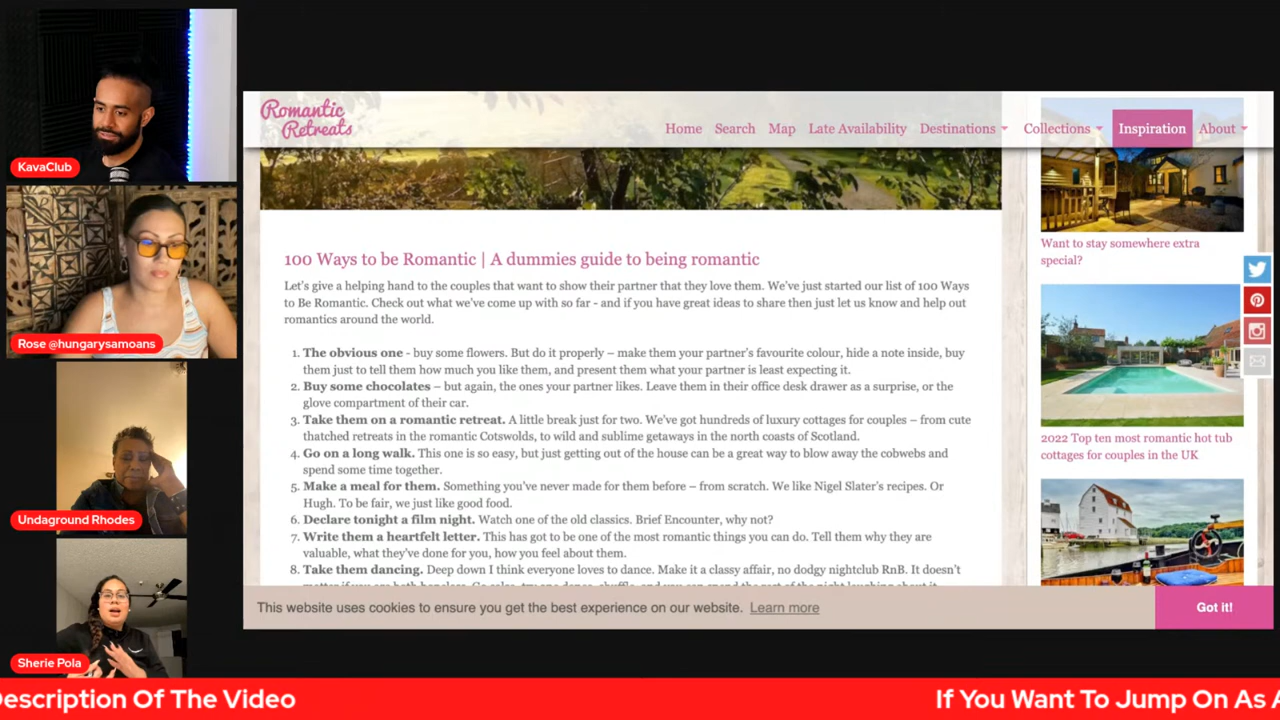 KavaClub
Rose @hungarysamoans
Undaground Rhodes
Sherie Pola
Romantic
Retreats
Home Search Map Late Availability Destinations Collections Inspiration About
100 Ways to be Romantic | A dummies guide to being romantic
Let's give a helping hand to the couples that want to show their partner that they love them. We've just started our list of 100 Ways
to Be Romantic. Check out what we've come up with so far - and if you have great ideas to share then just let us know and help out
romantics around the world.
1. The obvious one - buy some flowers. But do it properly – make them your partner's favourite colour, hide a note inside, buy
them just to tell them how much you like them, and present them what your partner is least expecting it.
2. Buy some chocolates – but again, the ones your partner likes. Leave them in their office desk drawer as a surprise, or the
glove compartment of their car.
3. Take them on a romantic retreat. A little break just for two. We've got hundreds of luxury cottages for couples – from cute
thatched retreats in the romantic Cotswolds, to wild and sublime getaways in the north coasts of Scotland.
4. Go on a long walk. This one is so easy, but just getting out of the house can be a great way to blow away the cobwebs and
spend some time together.
5. Make a meal for them. Something you've never made for them before – from scratch. We like Nigel Slater's recipes. Or
Hugh. To be fair, we just like good food.
6. Declare tonight a film night. Watch one of the old classics. Brief Encounter, why not?
7. Write them a heartfelt letter. This has got to be one of the most romantic things you can do. Tell them why they are
valuable, what they've done for you, how you feel about them.
8. Take them dancing. Deep down I think everyone loves to dance. Make it a classy affair, no dodgy nightclub RnB. It doesn't
Want to stay somewhere extra
special?
2022 Top ten most romantic hot tub
cottages for couples in the UK
This website uses cookies to ensure you get the best experience on our website. Learn more
Got it!
escription Of The Video
If You Want To Jump On As A